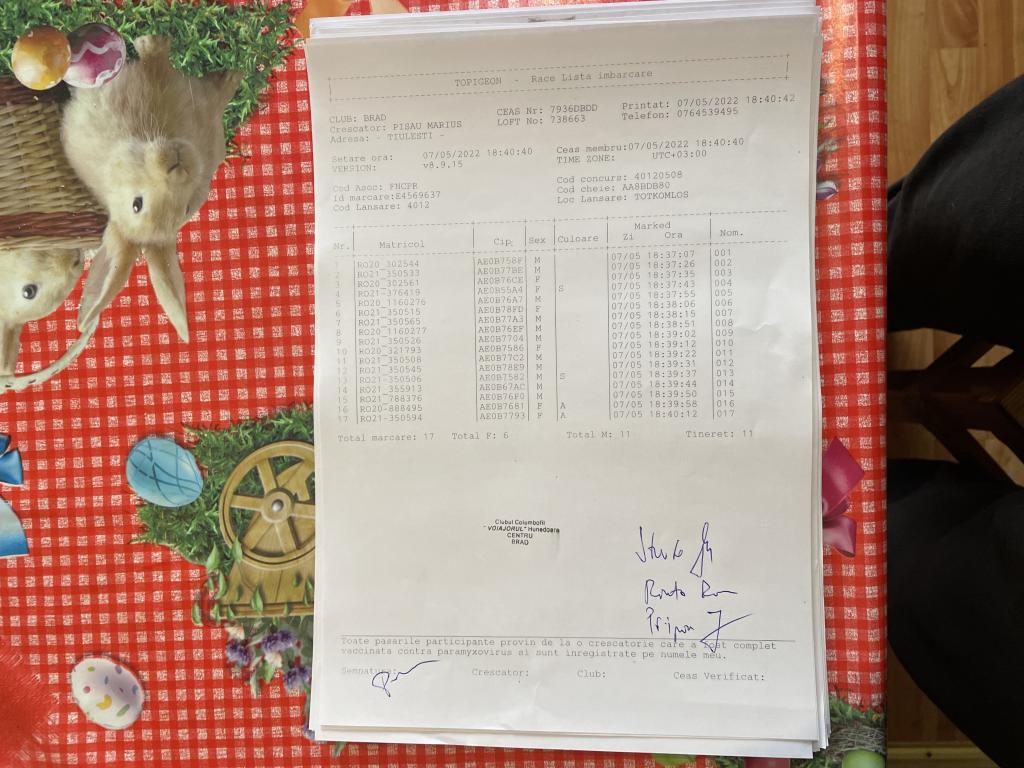 TOPIGEON - Race Lista imbarcare
CLUB: BRAD CEAS Nr: 7936DBDD Printat: 07/05/2022 18:40:42
Crescator: PISAU MARIUS LOFT No: 738663 Telefon: 0764539495
Adresa: - TIULESTI -
Setare ora: 07/05/2022 18:40:40 Ceas membru:07/05/2022 18:40:40
VERSION: v8.9.15 TIME ZONE: UTC+03:00
Cod Asoc: FNCPR Cod concurs: 40120508
Id marcare:E4569637 Cod cheie: AA8BDB80
Cod Lansare: 4012 Loc Lansare: TOTKOMLOS
Marked
Nr. Matricol Cip Sex Culoare Zi Ora Nom.
1 RO20_302544 AE0B758F M 07/05 18:37:07 001
2 RO21_350533 AE0B77BE M 07/05 18:37:26 002
3 RO20_302561 AE0B76CE F 07/05 18:37:35 003
4 RO21-376419 AE0B55A4 F S 07/05 18:37:43 004
5 RO20_1160276 AE0B76A7 M 07/05 18:37:55 005
6 RO21_350515 AE0B78FD F 07/05 18:38:06 006
7 RO21_350565 AE0B77A3 M 07/05 18:38:15 007
8 RO20_1160277 AE0B76EF M 07/05 18:38:51 008
9 RO21_350526 AE0B7704 M 07/05 18:39:02 009
10 RO20_321793 AE0B7586 F 07/05 18:39:12 010
11 RO21_350508 AE0B77C2 M 07/05 18:39:22 011
12 RO21_350545 AE0B78E9 M 07/05 18:39:31 012
13 RO21-350506 AE0B7582 M S 07/05 18:39:37 013
14 RO21_355913 AE0B67AC M 07/05 18:39:44 014
15 RO21_788376 AE0B76F0 M 07/05 18:39:50 015
16 RO20-888495 AE0B7681 F A 07/05 18:39:58 016
17 RO21-350594 AE0B7793 F A 07/05 18:40:12 017
Total marcare: 17 Total F: 6 Total M: 11 Tineret: 11
Clubul Columbofil
"VOIAJORUL" Hunedoara
CENTRU
BRAD
Toate pasarile participante provin de la o crescatorie care a fost complet
vaccinata contra paramyxovirus si sunt inregistrate pe numele meu.
Semnatura: Crescator: Club: Ceas Verificat: